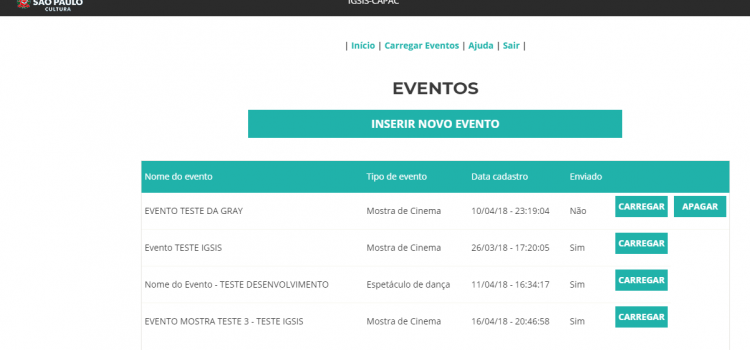 SÃO PAULO
CULTURA
IGSIS-CAPAC
| Início | Carregar Eventos | Ajuda | Sair |
EVENTOS
INSERIR NOVO EVENTO
Nome do evento Tipo de evento Data cadastro Enviado
EVENTO TESTE DA GRAY Mostra de Cinema 10/04/18 - 23:19:04 Não CARREGAR APAGAR
Evento TESTE IGSIS Mostra de Cinema 26/03/18 - 17:20:05 Sim CARREGAR
Nome do Evento - TESTE DESENVOLVIMENTO Espetáculo de dança 11/04/18 - 16:34:17 Sim CARREGAR
EVENTO MOSTRA TESTE 3 - TESTE IGSIS Mostra de Cinema 16/04/18 - 20:46:58 Sim CARREGAR